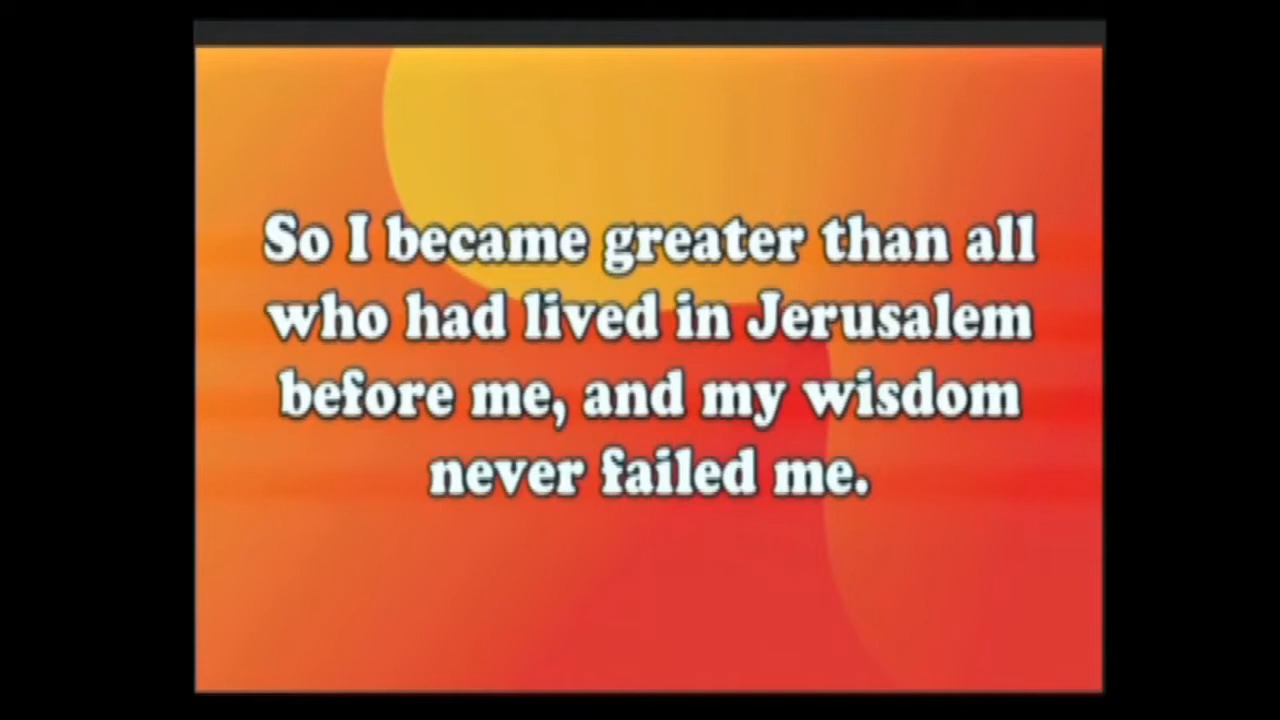 So I became greater than all
who had lived in Jerusalem
before me, and my wisdom
never failed me.